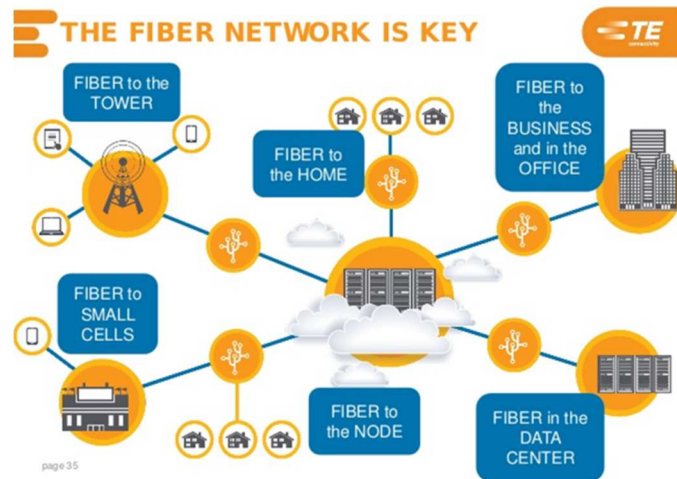 THE FIBER NETWORK IS KEY
TE
connectivity
FIBER to the
TOWER
FIBER to
the HOME
FIBER to
the
BUSINESS
and in the
OFFICE
FIBER to
SMALL
CELLS
FIBER to
the NODE
FIBER in the
DATA
CENTER
page 35